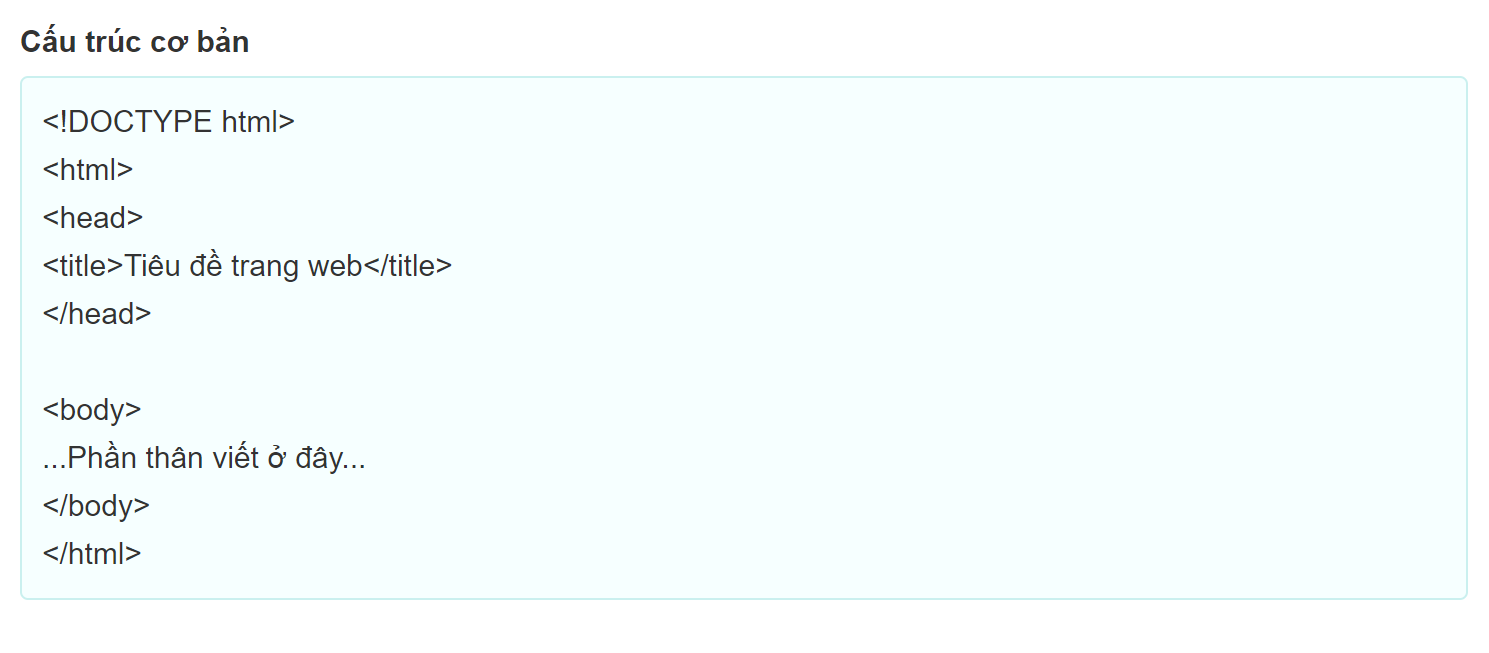 Cấu trúc cơ bản
<!DOCTYPE html>
<html>
<head>
<title>Tiêu đề trang web</title>
</head>
<body>
...Phần thân viết ở đây...
</body>
</html>